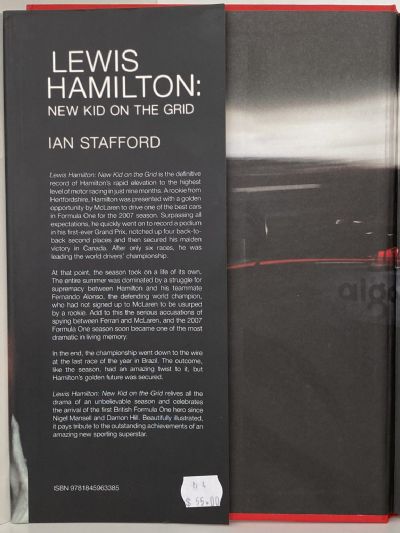 LEWIS
HAMILTON:
NEW KID ON THE GRID
IAN STAFFORD
Lewis Hamilton: New Kid on the Grid is the definitive
record of Hamilton's rapid elevation to the highest
level of motor racing in just nine months. A rookie from
Hertfordshire, Hamilton was presented with a golden
opportunity by McLaren to drive one of the best cars
in Formula One for the 2007 season. Surpassing all
expectations, he quickly went on to record a podium
in his first-ever Grand Prix, notched up four back-to-
back second places and then secured his maiden
victory in Canada. After only six races, he was
leading the world drivers' championship.
At that point, the season took on a life of its own.
The entire summer was dominated by a struggle for
supremacy between Hamilton and his teammate
Fernando Alonso, the defending world champion,
who had not signed up to McLaren to be usurped
by a rookie. Add to this the serious accusations of
spying between Ferrari and McLaren, and the 2007
Formula One season soon became one of the most
dramatic in living memory.
In the end, the championship went down to the wire
at the last race of the year in Brazil. The outcome,
like the season, had an amazing twist to it, but
Hamilton's golden future was secured.
Lewis Hamilton: New Kid on the Grid relives all the
drama of an unbelievable season and celebrates
the arrival of the first British Formula One hero since
Nigel Mansell and Damon Hill. Beautifully illustrated,
it pays tribute to the outstanding achievements of an
amazing new sporting superstar.
ISBN 9781845963385
$ 55.00